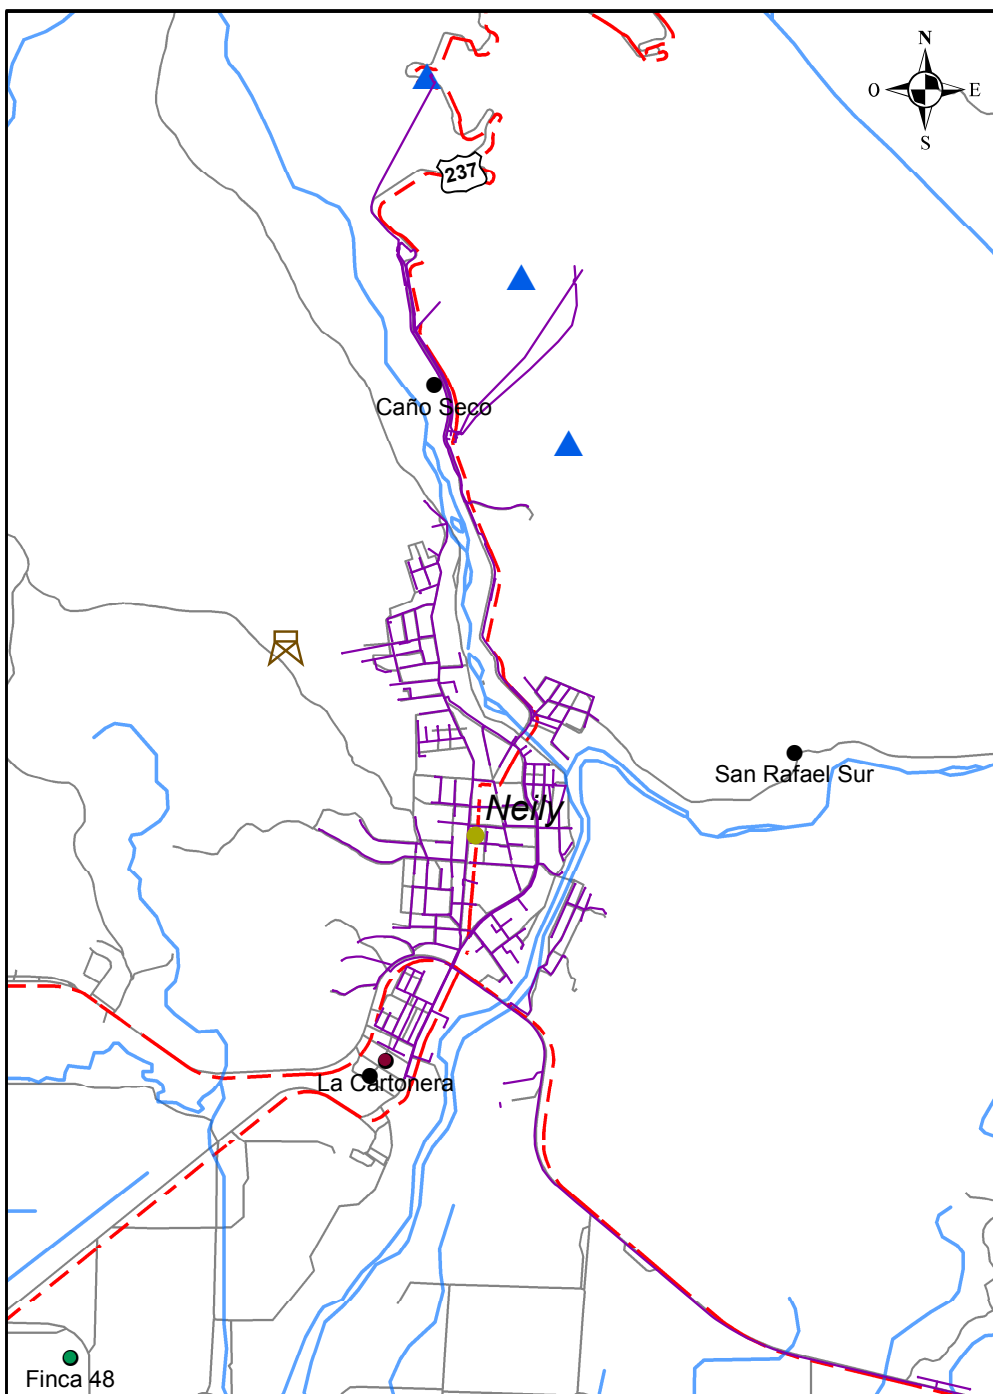 N
O E
S
237
Caño Seco
San Rafael Sur
Neily
La Cartonera
Finca 48